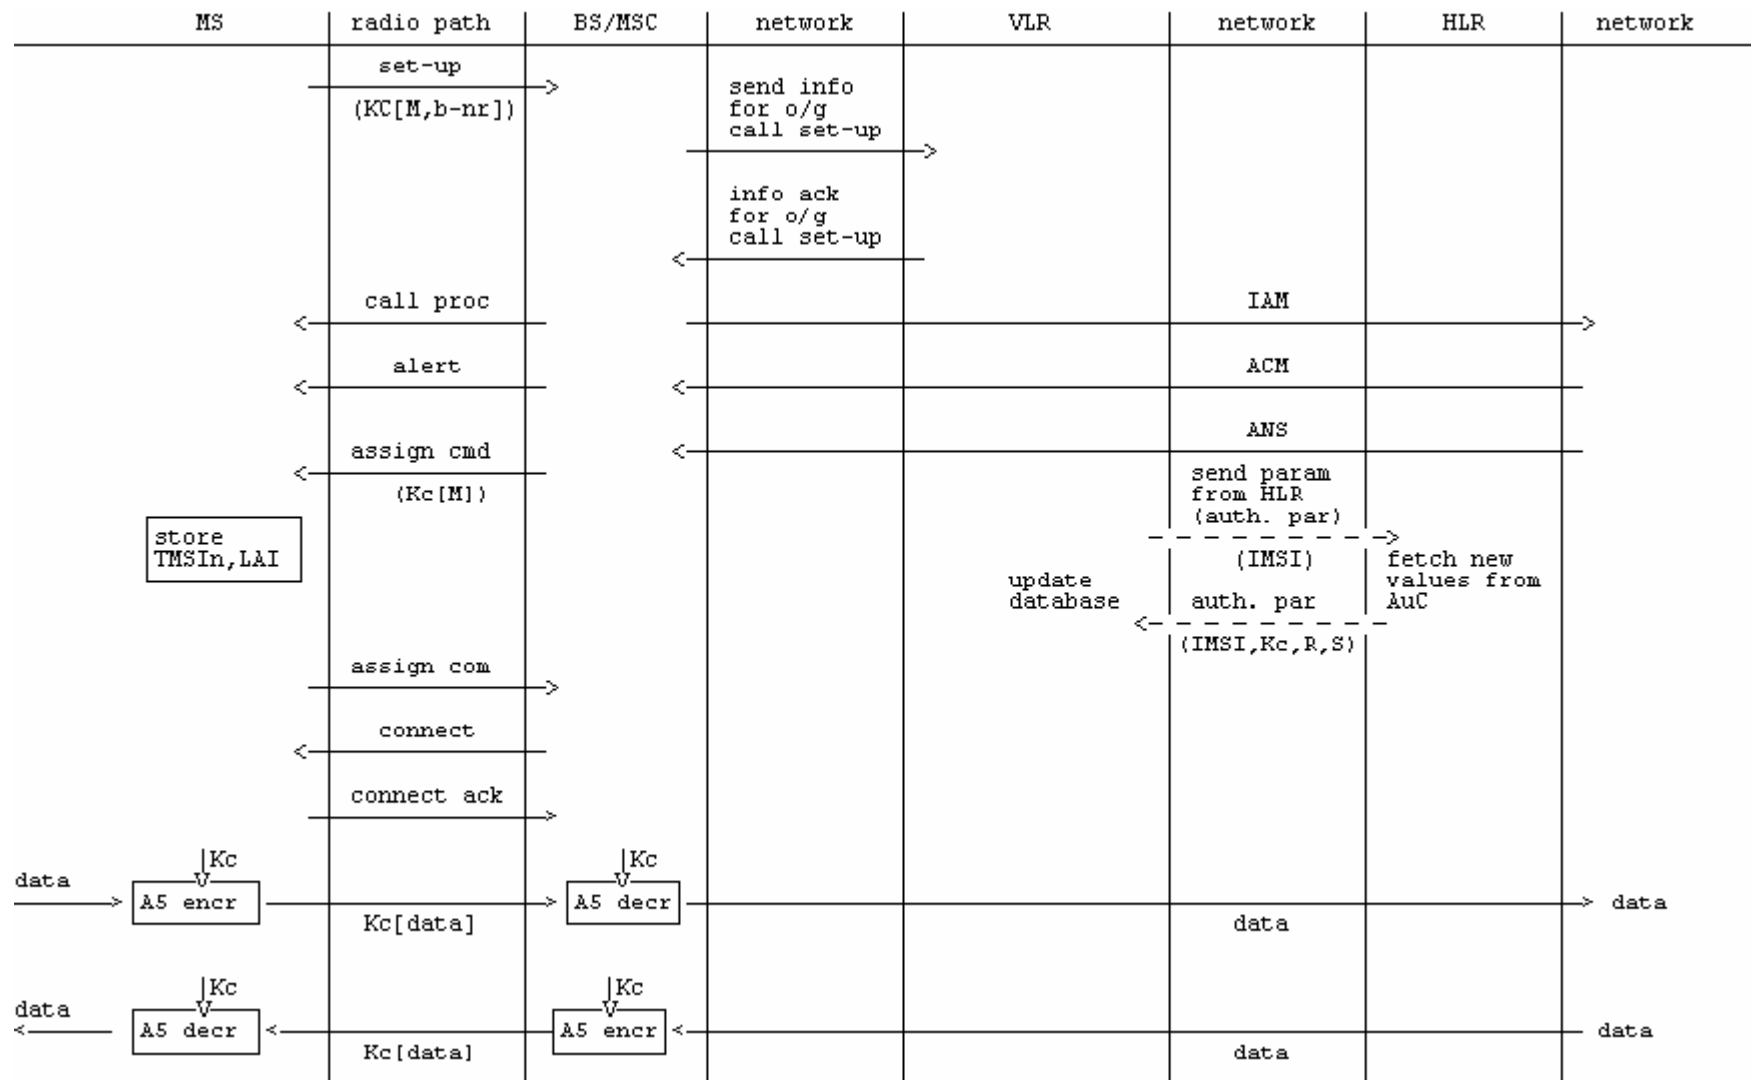 MS radio path BS/MSC network VLR network HLR network
set-up
(KC[M,b-nr])
send info
for o/g
call set-up
info ack
for o/g
call set-up
call proc
IAM
alert
ACM
ANS
assign cmd
(Kc[M])
store
TMSIn,LAI
send param
from HLR
(auth. par)
(IMSI)
fetch new
values from
AuC
update
database
auth. par
(IMSI,Kc,R,S)
assign com
connect
connect ack
Kc
Kc
data
A5 encr
A5 decr
data
Kc[data]
data
Kc
Kc
data
A5 decr
A5 encr
data
Kc[data]
data